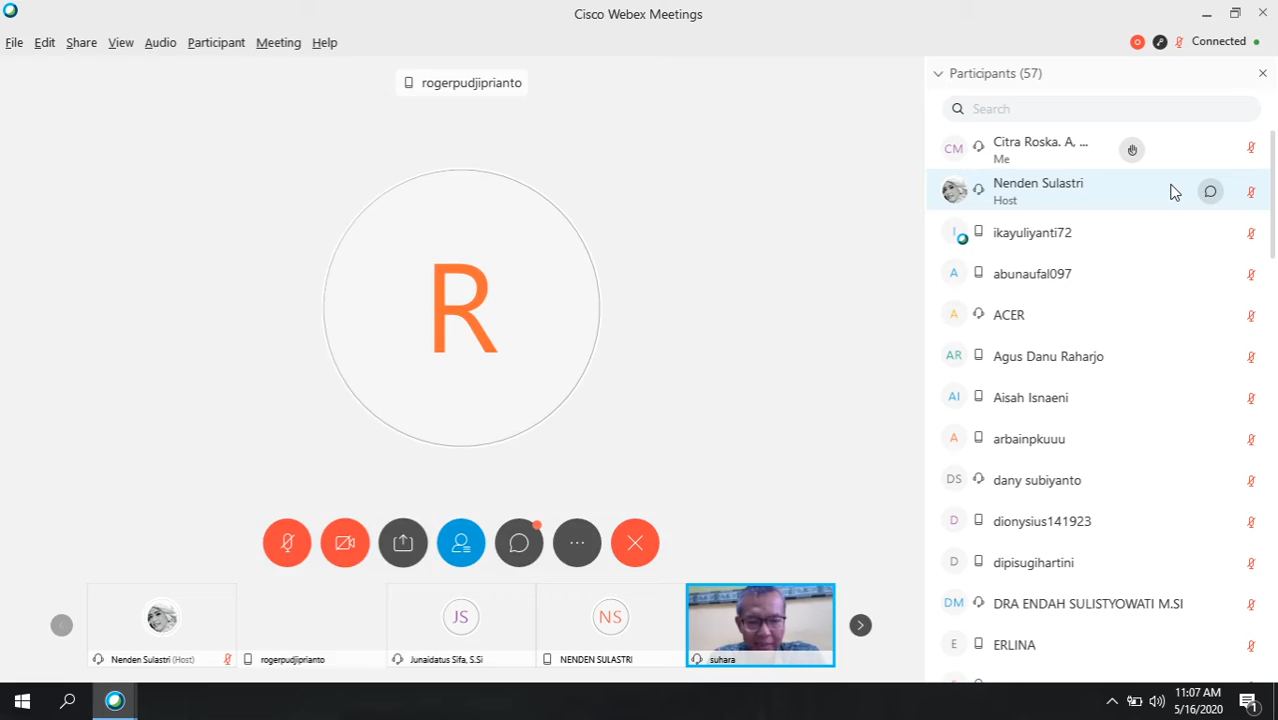 Cisco Webex Meetings
File Edit Share View Audio Participant Meeting Help
Connected
rogerpudjiprianto
R
Participants (57)
Search
CM
Citra Roska. A, ...
Me
Nenden Sulastri
Host
I
ikayuliyanti72
A
abunaufal097
A
ACER
AR
Agus Danu Raharjo
AI
Aisah Isnaeni
A
arbainpkuuu
DS
dany subiyanto
D
dionysius141923
D
dipisugihartini
DM
DRA ENDAH SULISTYOWATI M.SI
E
ERLINA
Nenden Sulastri (Host)
rogerpudjiprianto
JS
Junaidatus Sifa, S.Si
NS
NENDEN SULASTRI
suhara
11:07 AM
5/16/2020
1